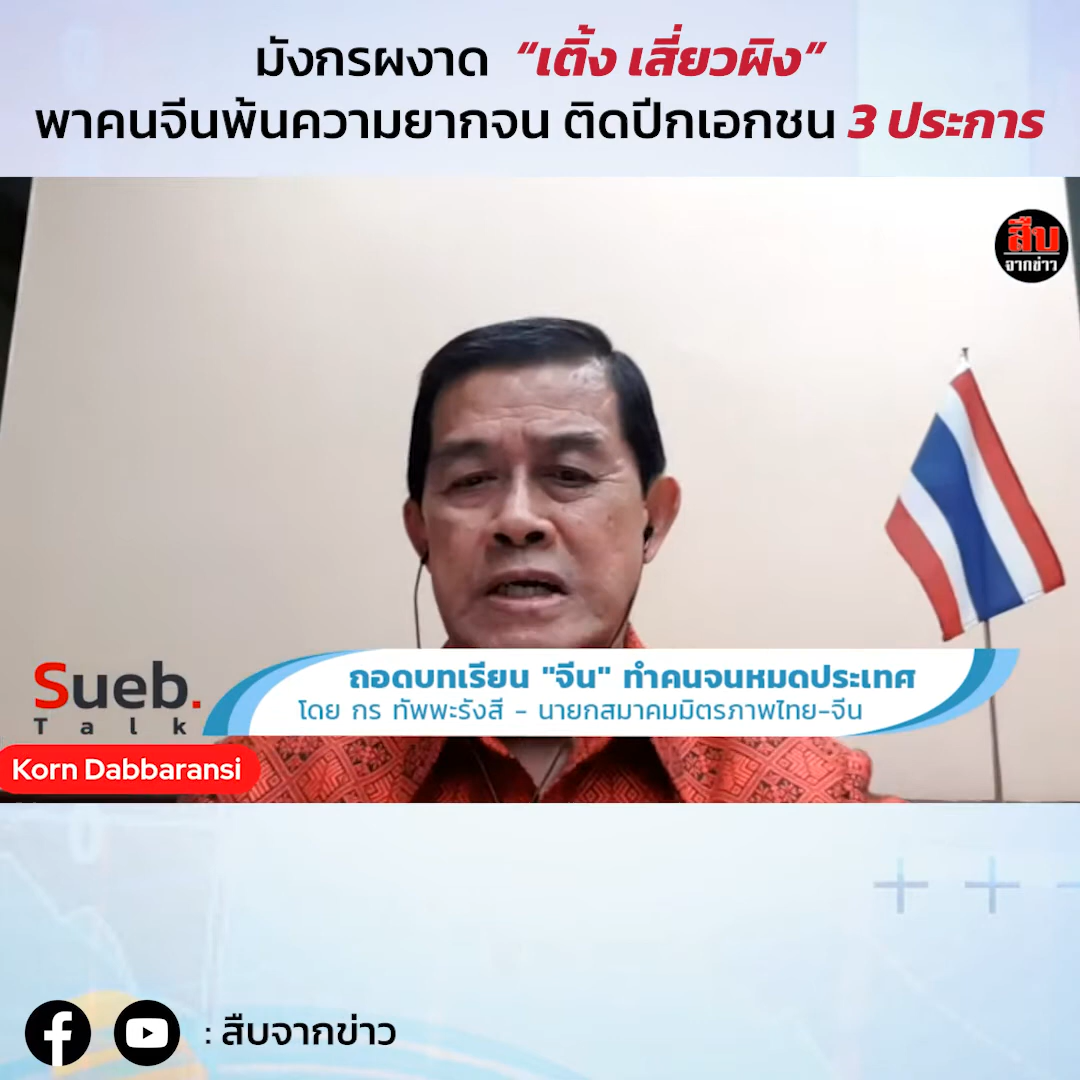 มังกรผงาด “เติ้ง เสี่ยวผิง“
พาคนจีนพ้นความยากจน ติดปีกเอกชน 3 ประการ
สืบ
จากข่าว
Sueb.
Talk
ถอดบทเรียน "จีน" ทำคนจนหมดประเทศ
โดย กร ทัพพะรังสี - นายกสมาคมมิตรภาพไทย-จีน
Korn Dabbaransi
: สืบจากข่าว